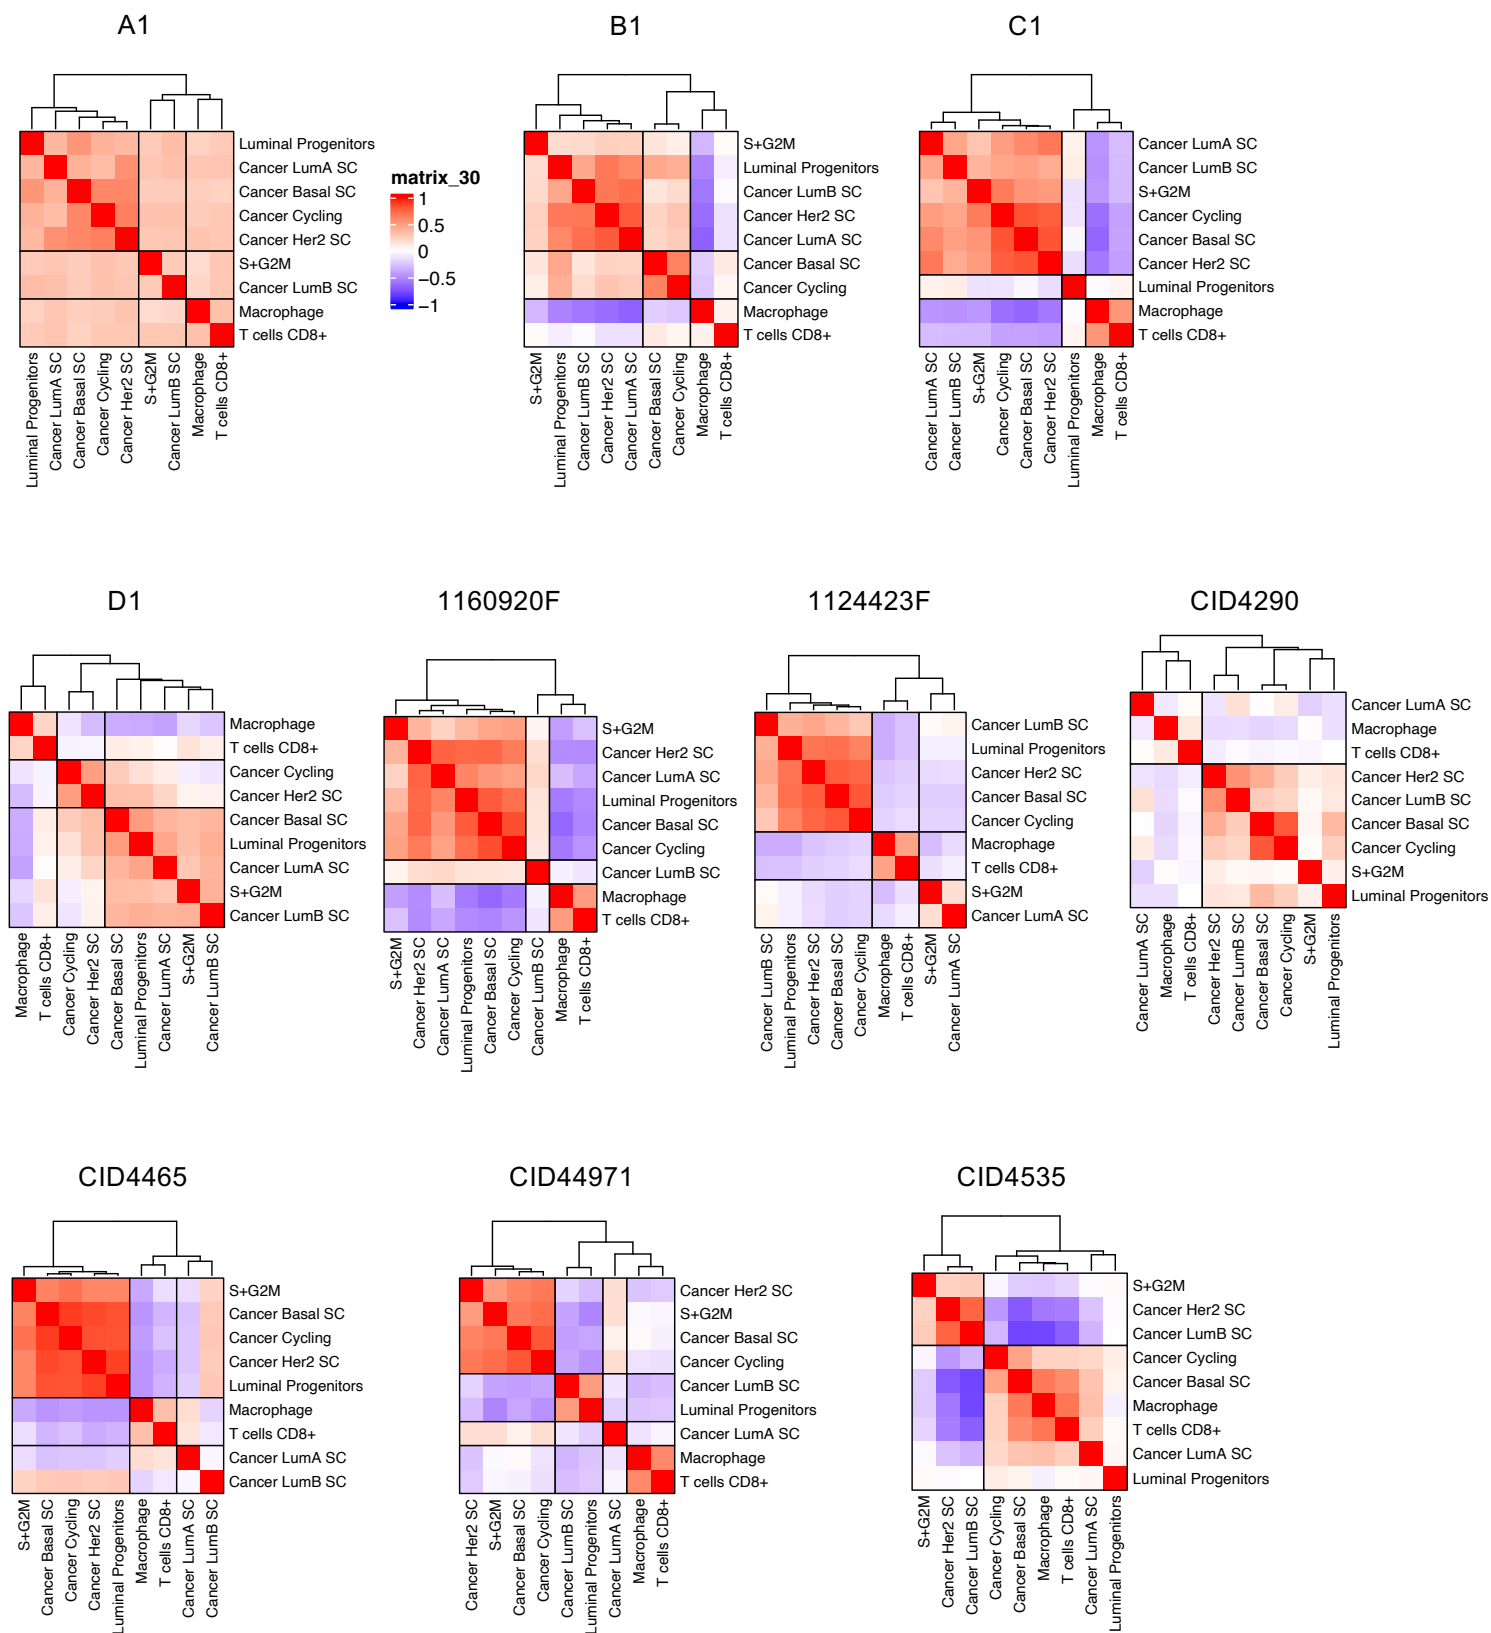 A1
Luminal Progenitors
Cancer LumA SC
Cancer Basal SC
Cancer Cycling
Cancer Her2 SC
S+G2M
Cancer LumB SC
Macrophage
T cells CD8+
Luminal Progenitors
Cancer LumA SC
Cancer Basal SC
Cancer Cycling
Cancer Her2 SC
S+G2M
Cancer LumB SC
Macrophage
T cells CD8+
matrix_30
1
0.5
0
−0.5
−1
B1
S+G2M
Luminal Progenitors
Cancer LumB SC
Cancer Her2 SC
Cancer LumA SC
Cancer Basal SC
Cancer Cycling
Macrophage
T cells CD8+
S+G2M
Luminal Progenitors
Cancer LumB SC
Cancer Her2 SC
Cancer LumA SC
Cancer Basal SC
Cancer Cycling
Macrophage
T cells CD8+
C1
Cancer LumA SC
Cancer LumB SC
S+G2M
Cancer Cycling
Cancer Basal SC
Cancer Her2 SC
Luminal Progenitors
Macrophage
T cells CD8+
Cancer LumA SC
Cancer LumB SC
S+G2M
Cancer Cycling
Cancer Basal SC
Cancer Her2 SC
Luminal Progenitors
Macrophage
T cells CD8+
D1
Macrophage
T cells CD8+
Cancer Cycling
Cancer Her2 SC
Cancer Basal SC
Luminal Progenitors
Cancer LumA SC
S+G2M
Cancer LumB SC
Macrophage
T cells CD8+
Cancer Cycling
Cancer Her2 SC
Cancer Basal SC
Luminal Progenitors
Cancer LumA SC
S+G2M
Cancer LumB SC
1160920F
S+G2M
Cancer Her2 SC
Cancer LumA SC
Luminal Progenitors
Cancer Basal SC
Cancer Cycling
Cancer LumB SC
Macrophage
T cells CD8+
S+G2M
Cancer Her2 SC
Cancer LumA SC
Luminal Progenitors
Cancer Basal SC
Cancer Cycling
Cancer LumB SC
Macrophage
T cells CD8+
1124423F
Cancer LumB SC
Luminal Progenitors
Cancer Her2 SC
Cancer Basal SC
Cancer Cycling
Macrophage
T cells CD8+
S+G2M
Cancer LumA SC
Cancer LumB SC
Luminal Progenitors
Cancer Her2 SC
Cancer Basal SC
Cancer Cycling
Macrophage
T cells CD8+
S+G2M
Cancer LumA SC
CID4290
Cancer LumA SC
Macrophage
T cells CD8+
Cancer Her2 SC
Cancer LumB SC
Cancer Basal SC
Cancer Cycling
S+G2M
Luminal Progenitors
Cancer LumA SC
Macrophage
T cells CD8+
Cancer Her2 SC
Cancer LumB SC
Cancer Basal SC
Cancer Cycling
S+G2M
Luminal Progenitors
CID4465
S+G2M
Cancer Basal SC
Cancer Cycling
Cancer Her2 SC
Luminal Progenitors
Macrophage
T cells CD8+
Cancer LumA SC
Cancer LumB SC
S+G2M
Cancer Basal SC
Cancer Cycling
Cancer Her2 SC
Luminal Progenitors
Macrophage
T cells CD8+
Cancer LumA SC
Cancer LumB SC
CID44971
Cancer Her2 SC
S+G2M
Cancer Basal SC
Cancer Cycling
Cancer LumB SC
Luminal Progenitors
Cancer LumA SC
Macrophage
T cells CD8+
Cancer Her2 SC
S+G2M
Cancer Basal SC
Cancer Cycling
Cancer LumB SC
Luminal Progenitors
Cancer LumA SC
Macrophage
T cells CD8+
CID4535
S+G2M
Cancer Her2 SC
Cancer LumB SC
Cancer Cycling
Cancer Basal SC
Macrophage
T cells CD8+
Cancer LumA SC
Luminal Progenitors
S+G2M
Cancer Her2 SC
Cancer LumB SC
Cancer Cycling
Cancer Basal SC
Macrophage
T cells CD8+
Cancer LumA SC
Luminal Progenitors